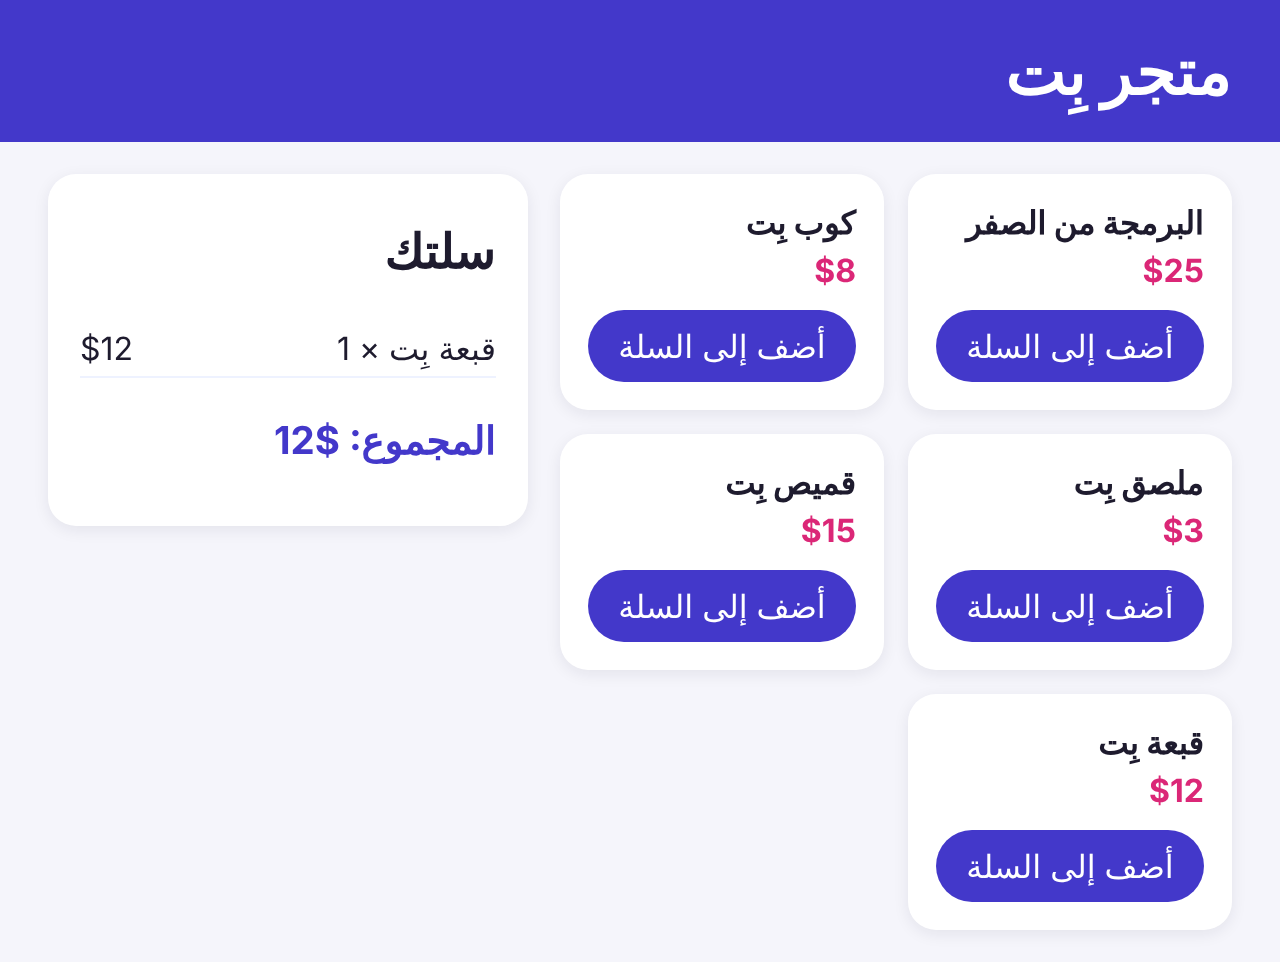 متجر بِت
البرمجة من الصفر
$25
أضف إلى السلة
كوب بِت
$8
أضف إلى السلة
ملصق بِت
$3
أضف إلى السلة
قميص بِت
$15
أضف إلى السلة
قبعة بِت
$12
أضف إلى السلة
سلتك
قبعة بِت × 1 $12
المجموع: $12